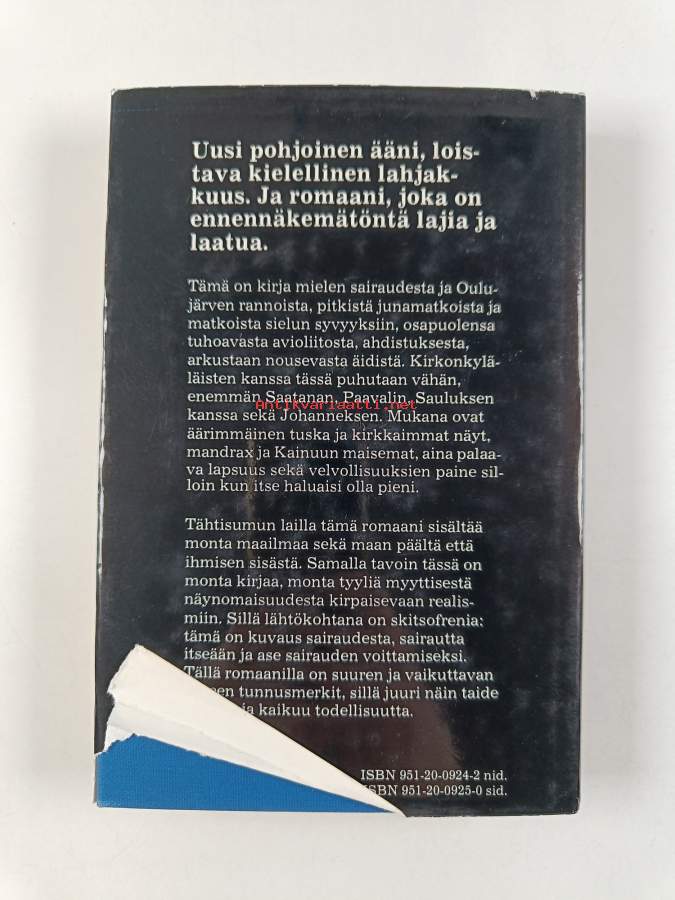 Uusi pohjoinen ääni, lois-
tava kielellinen lahjak-
kuus. Ja romaani, joka on
ennennäkemätöntä lajia ja
laatua.
Tämä on kirja mielen sairaudesta ja Oulu-
järven rannoista, pitkistä junamatkoista ja
matkoista sielun syvyyksiin, osapuolensa
tuhoavasta avioliitosta, ahdistuksesta,
arkustaan nousevasta äidistä. Kirkonkylä-
läisten kanssa tässä puhutaan vähän,
enemmän Saatanan, Paavalin, Sauluksen
Antikvariaatti.net
kanssa sekä Johanneksen. Mukana ovat
äärimmäinen tuska ja kirkkaimmat näyt,
mandrax ja Kainuun maisemat, aina palaa-
va lapsuus sekä velvollisuuksien paine sil-
loin kun itse haluaisi olla pieni.
Tähtisumun lailla tämä romaani sisältää
monta maailmaa sekä maan päältä että
ihmisen sisästä. Samalla tavoin tässä on
monta kirjaa, monta tyyliä myyttisestä
näynomaisuudesta kirpaisevaan realis-
miin. Sillä lähtökohtana on skitsofrenia:
tämä on kuvaus sairaudesta, sairautta
itseään ja ase sairauden voittamiseksi.
Tällä romaanilla on suuren ja vaikuttavan
tunnusmerkit, sillä juuri näin taide
kaikuu todellisuutta.
ISBN 951-20-0924-2 nid.
ISBN 951-20-0925-0 sid.